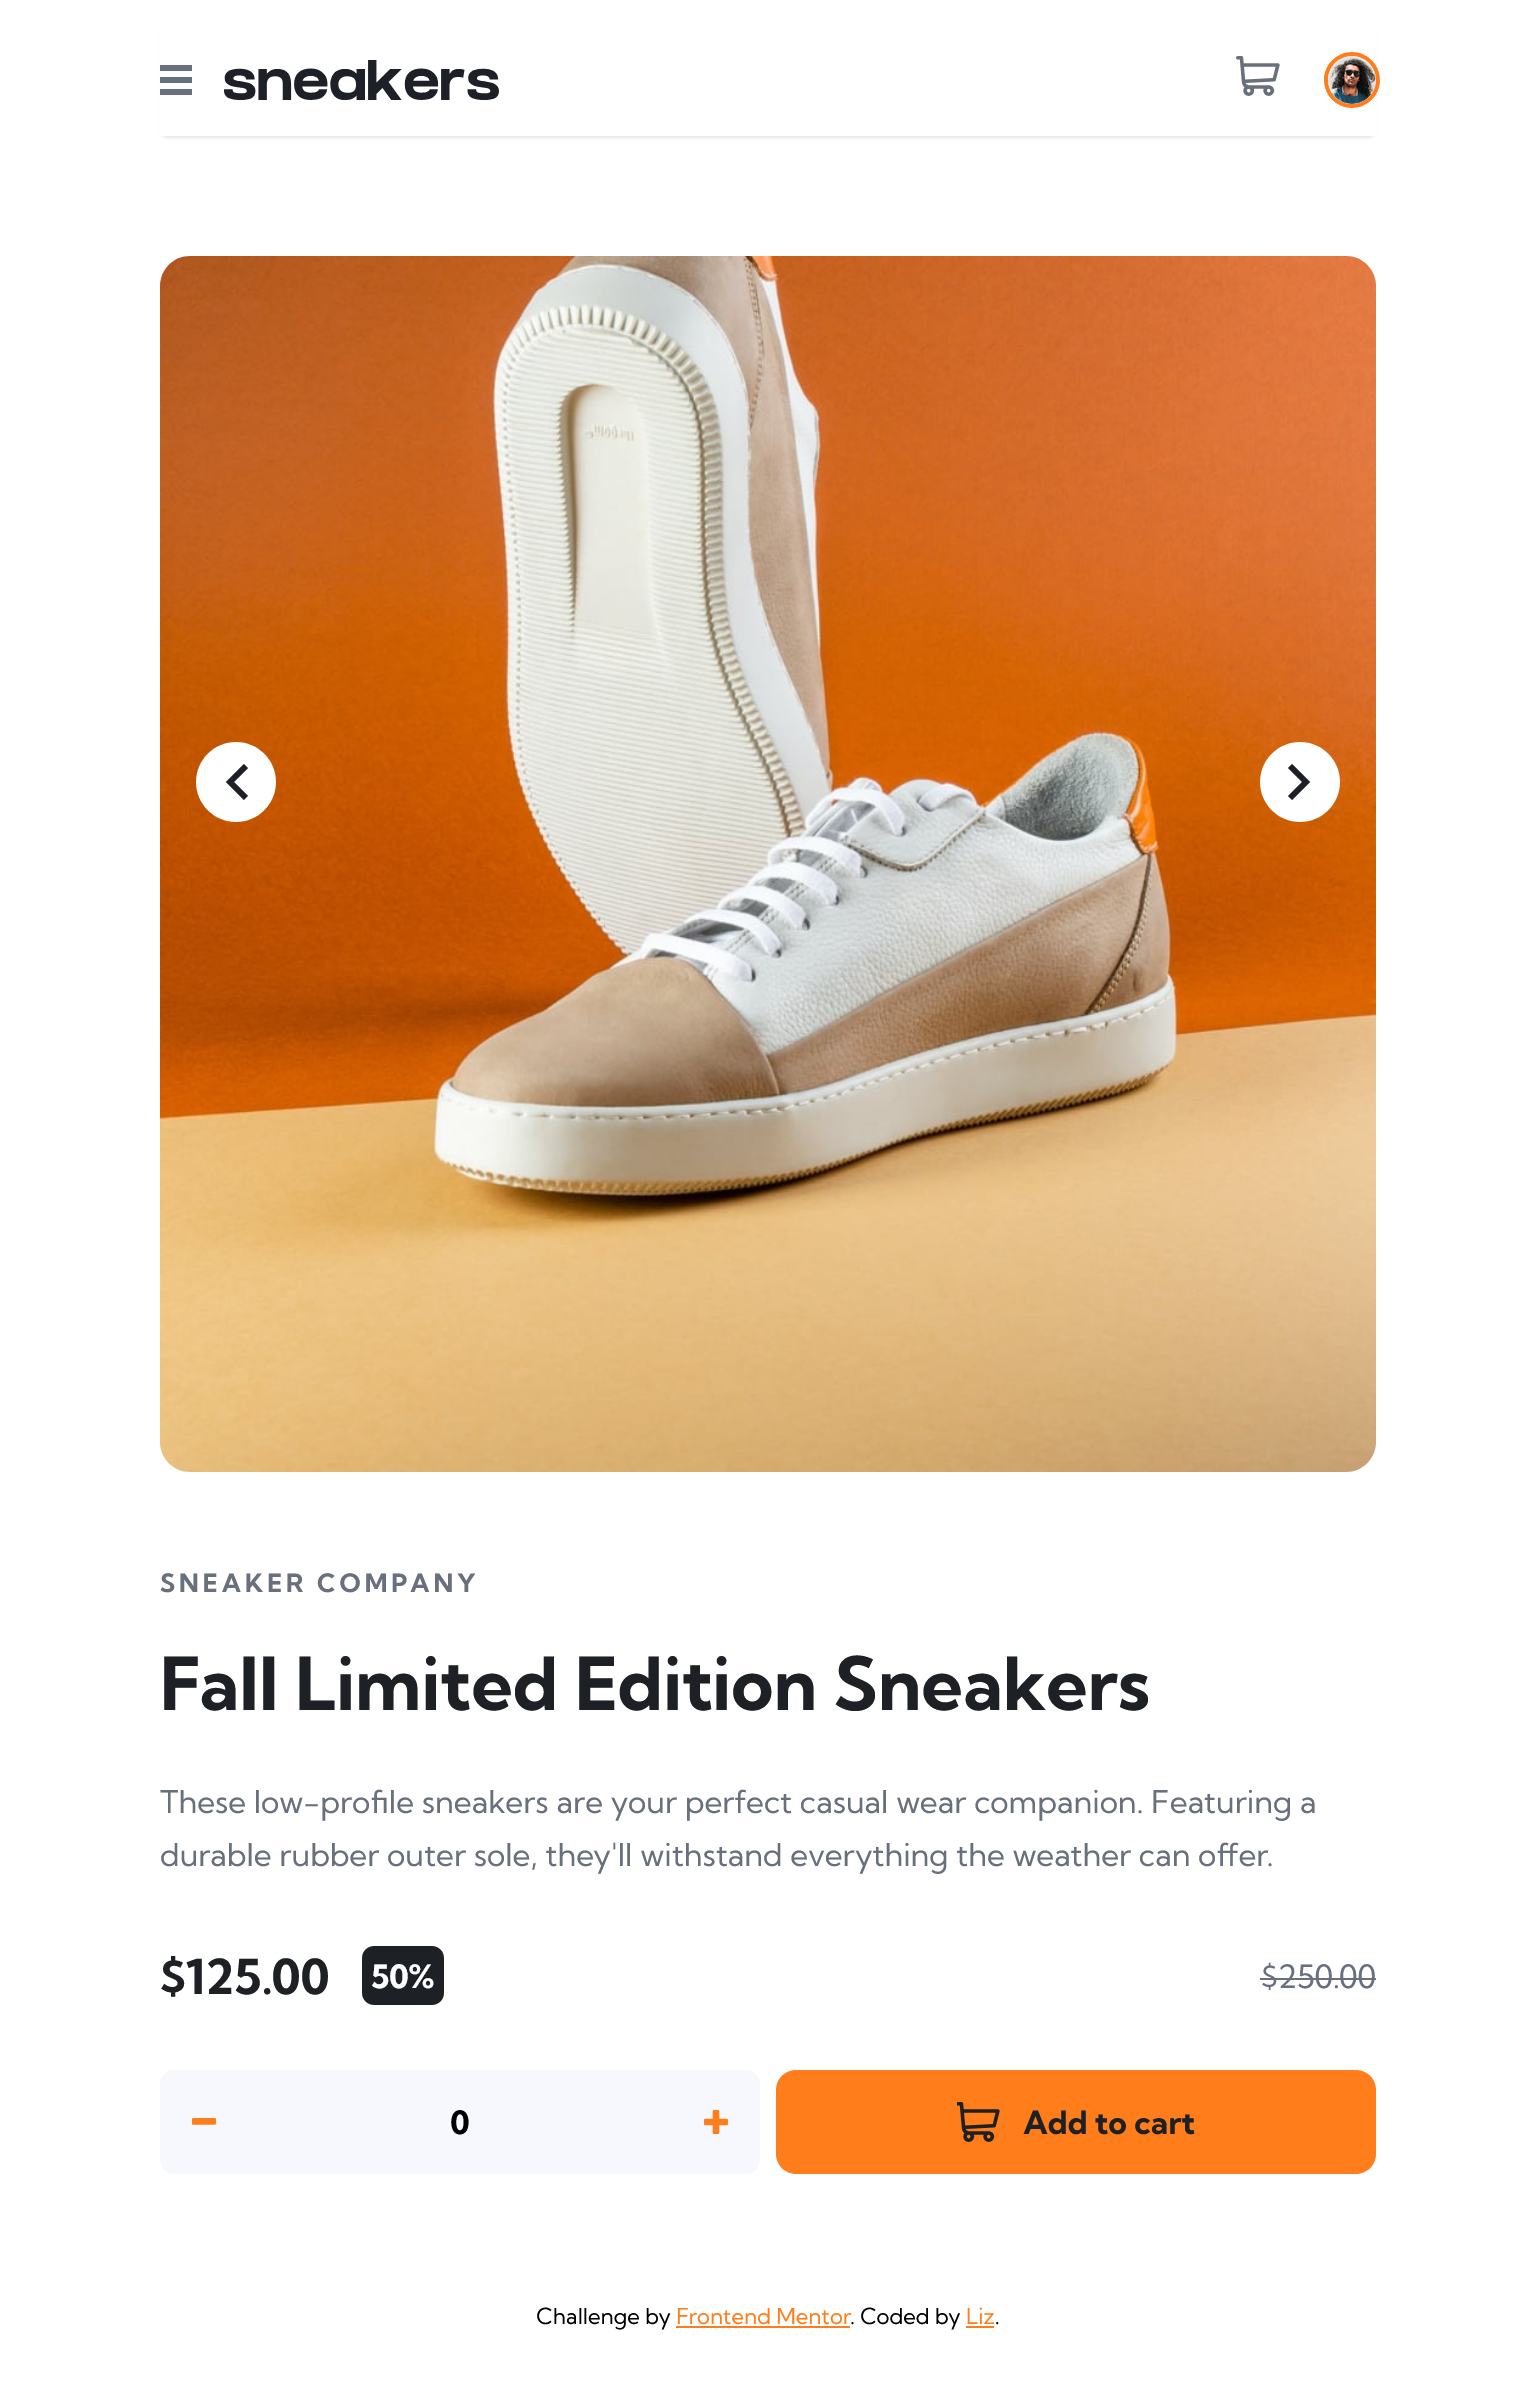 sneakers
SNEAKER COMPANY
Fall Limited Edition Sneakers
These low-profile sneakers are your perfect casual wear companion. Featuring a
durable rubber outer sole, they'll withstand everything the weather can offer.
$125.00 50% $250.00
0 Add to cart
Challenge by Frontend Mentor. Coded by Liz.